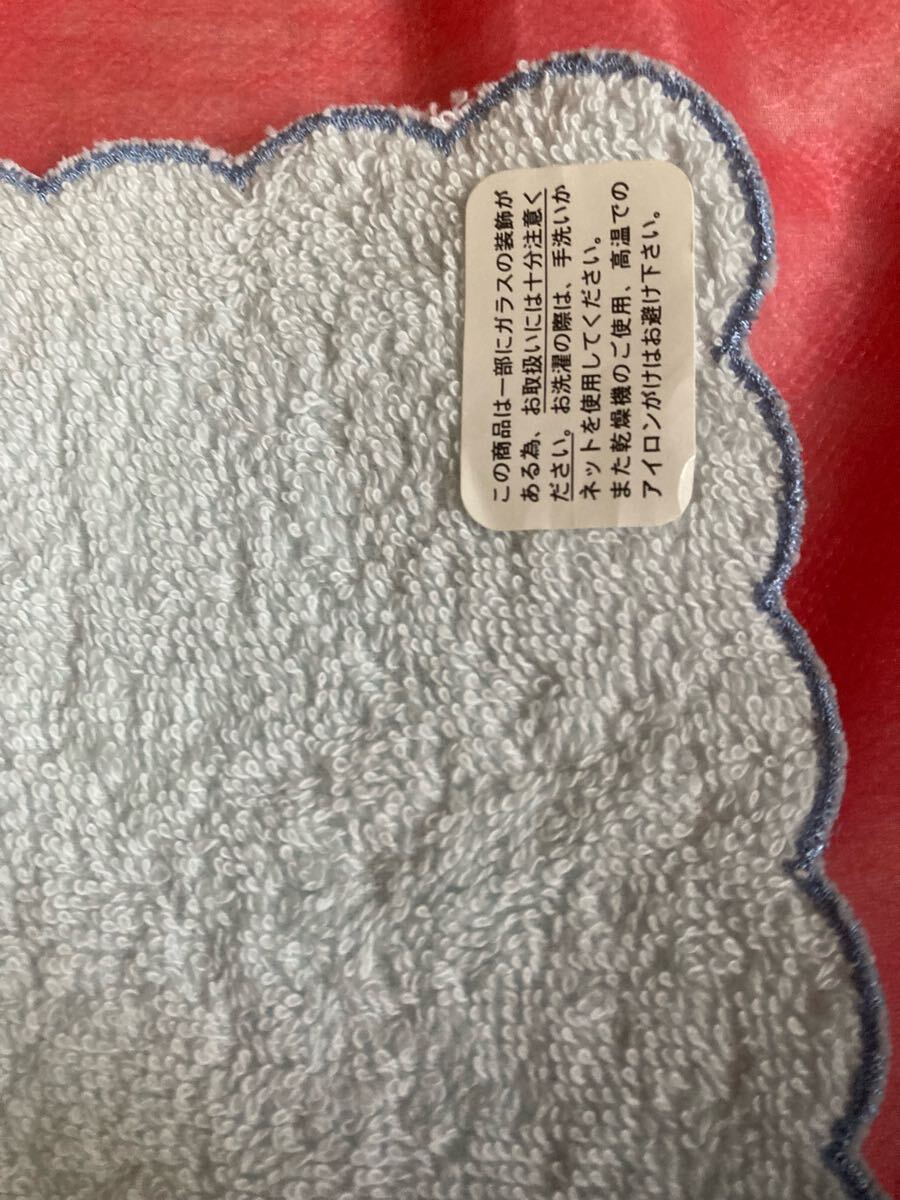 この商品は一部にガラスの装飾が
ある為、お取扱いには十分注意く
ださい。お洗濯の際は、手洗いか
ネットを使用してください。
また乾燥機のご使用、高温での
アイロンがけはお避け下さい。